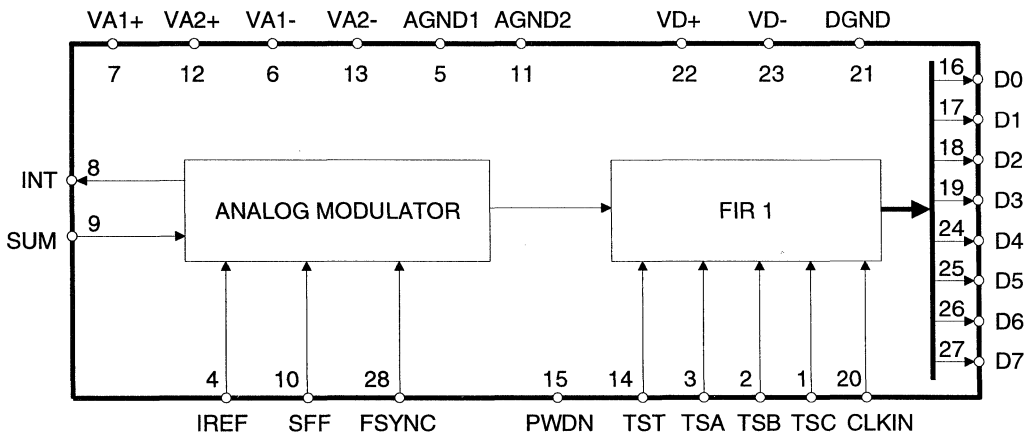 VA1+ VA2+ VA1- VA2- AGND1 AGND2 VD+ VD- DGND
7 12 6 13 5 11 22 23 21
16 D0
17 D1
18 D2
INT 8
19 D3
ANALOG MODULATOR
FIR 1
SUM 9
24 D4
25 D5
26 D6
27 D7
4 10 28 15 14 3 2 1 20
IREF SFF FSYNC PWDN TST TSA TSB TSC CLKIN